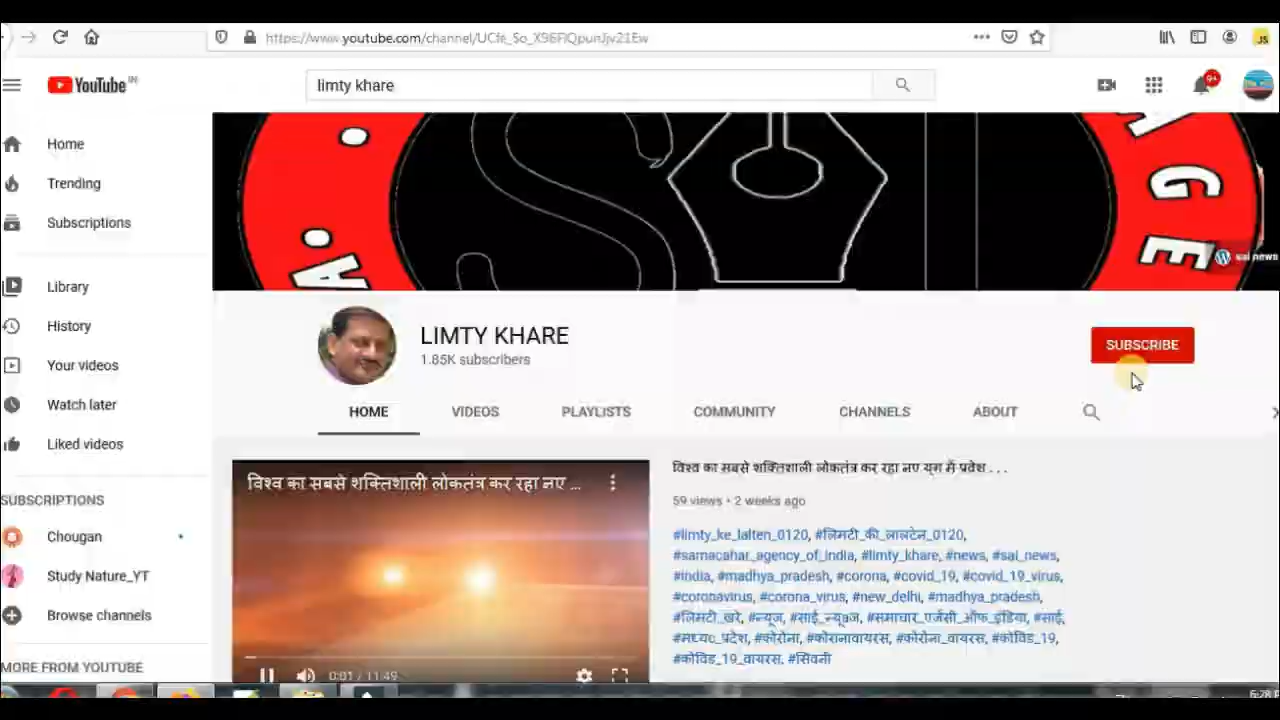 https://www.youtube.com/channel/
JS
YouTube IN
limty khare
9+
Home
Trending
Subscriptions
Library
History
Your videos
Watch later
Liked videos
SUBSCRIPTIONS
Chougan
Study Nature_YT
Browse channels
MORE FROM YOUTUBE
A
S
AGE
sai news
LIMTY KHARE
1.85K subscribers
SUBSCRIBE
HOME VIDEOS PLAYLISTS COMMUNITY CHANNELS ABOUT
विश्व का सबसे शक्तिशाली लोकतंत्र कर रहा नए ...
0:01 / 11:49
विश्व का सबसे शक्तिशाली लोकतंत्र कर रहा नए युग में प्रवेश . . .
59 views • 2 weeks ago
#limty_ke_lalten_0120, #लिमटी_की_लालटेन_0120,
#samacahar_agency_of_india, #limty_khare, #news, #sai_news,
#india, #madhya_pradesh, #corona, #covid_19, #covid_19_virus,
#coronavirus, #corona_virus, #new_delhi, #madhya_pradesh,
#लिमटी_खरे, #न्यूज, #साई_न्यूज, #समाचार_एजेंसी_ऑफ_इंडिया, #साई,
#मध्य_प्रदेश, #कोरोना, #कोरोनावायरस, #कोरोना_वायरस, #कोविड_19,
#कोविड_19_वायरस, #सिवनी